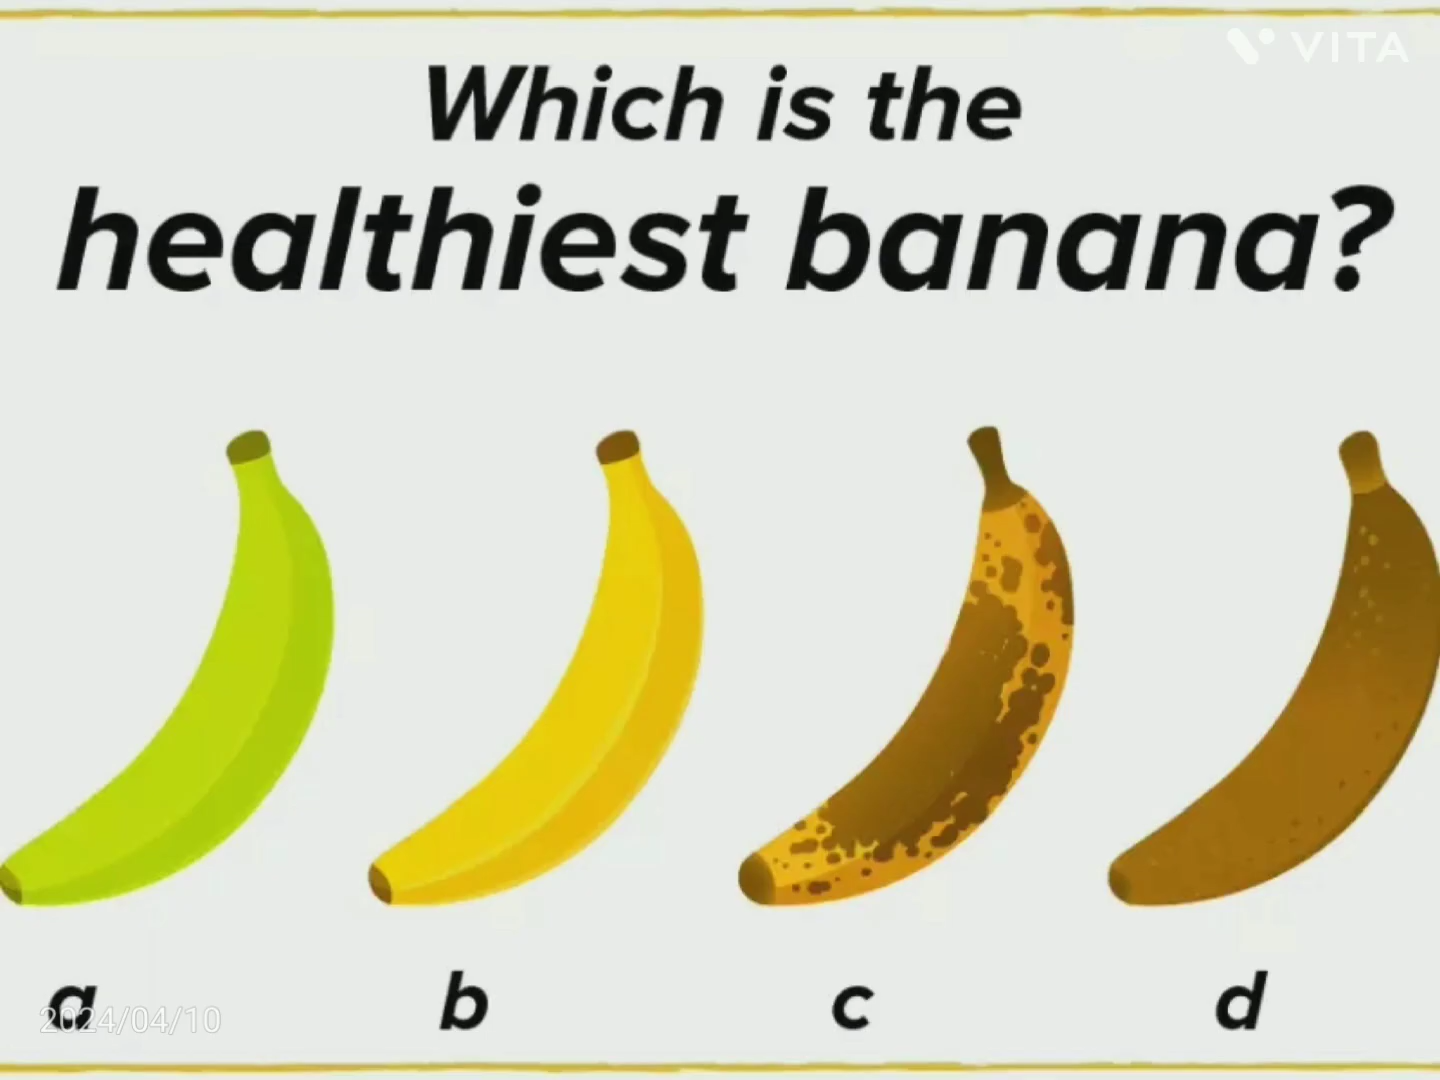 VITA
Which is the
healthiest banana?
a
b
c
d
2024/04/10